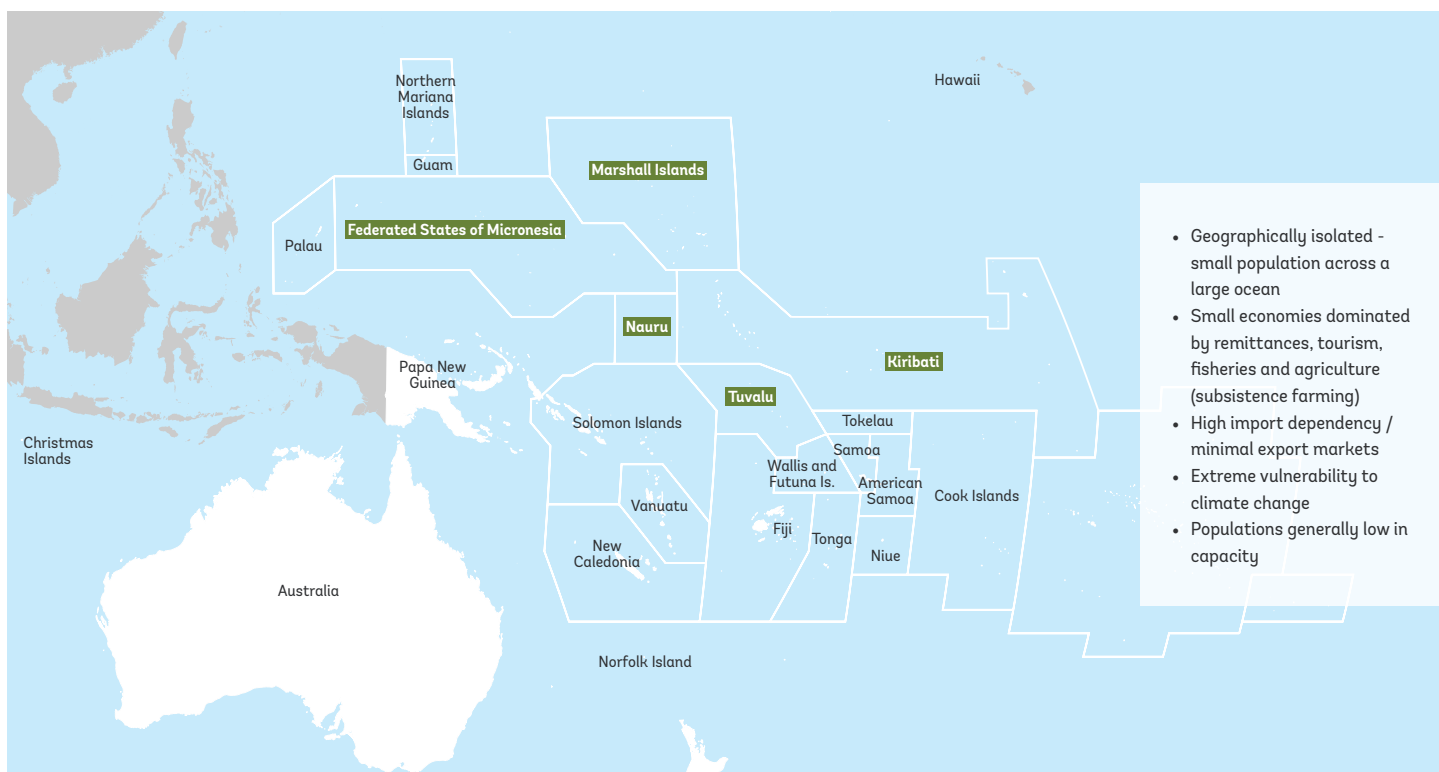 Northern
Mariana
Islands
Hawaii
Guam
Marshall Islands
Federated States of Micronesia
Palau
Nauru
Kiribati
Papa New
Guinea
Tuvalu
Tokelau
Solomon Islands
Christmas
Islands
Samoa
Wallis and
Futuna Is.
American
Samoa
Cook Islands
Vanuatu
Fiji
Tonga
New
Caledonia
Niue
Australia
Norfolk Island
• Geographically isolated -
small population across a
large ocean
• Small economies dominated
by remittances, tourism,
fisheries and agriculture
(subsistence farming)
• High import dependency /
minimal export markets
• Extreme vulnerability to
climate change
• Populations generally low in
capacity